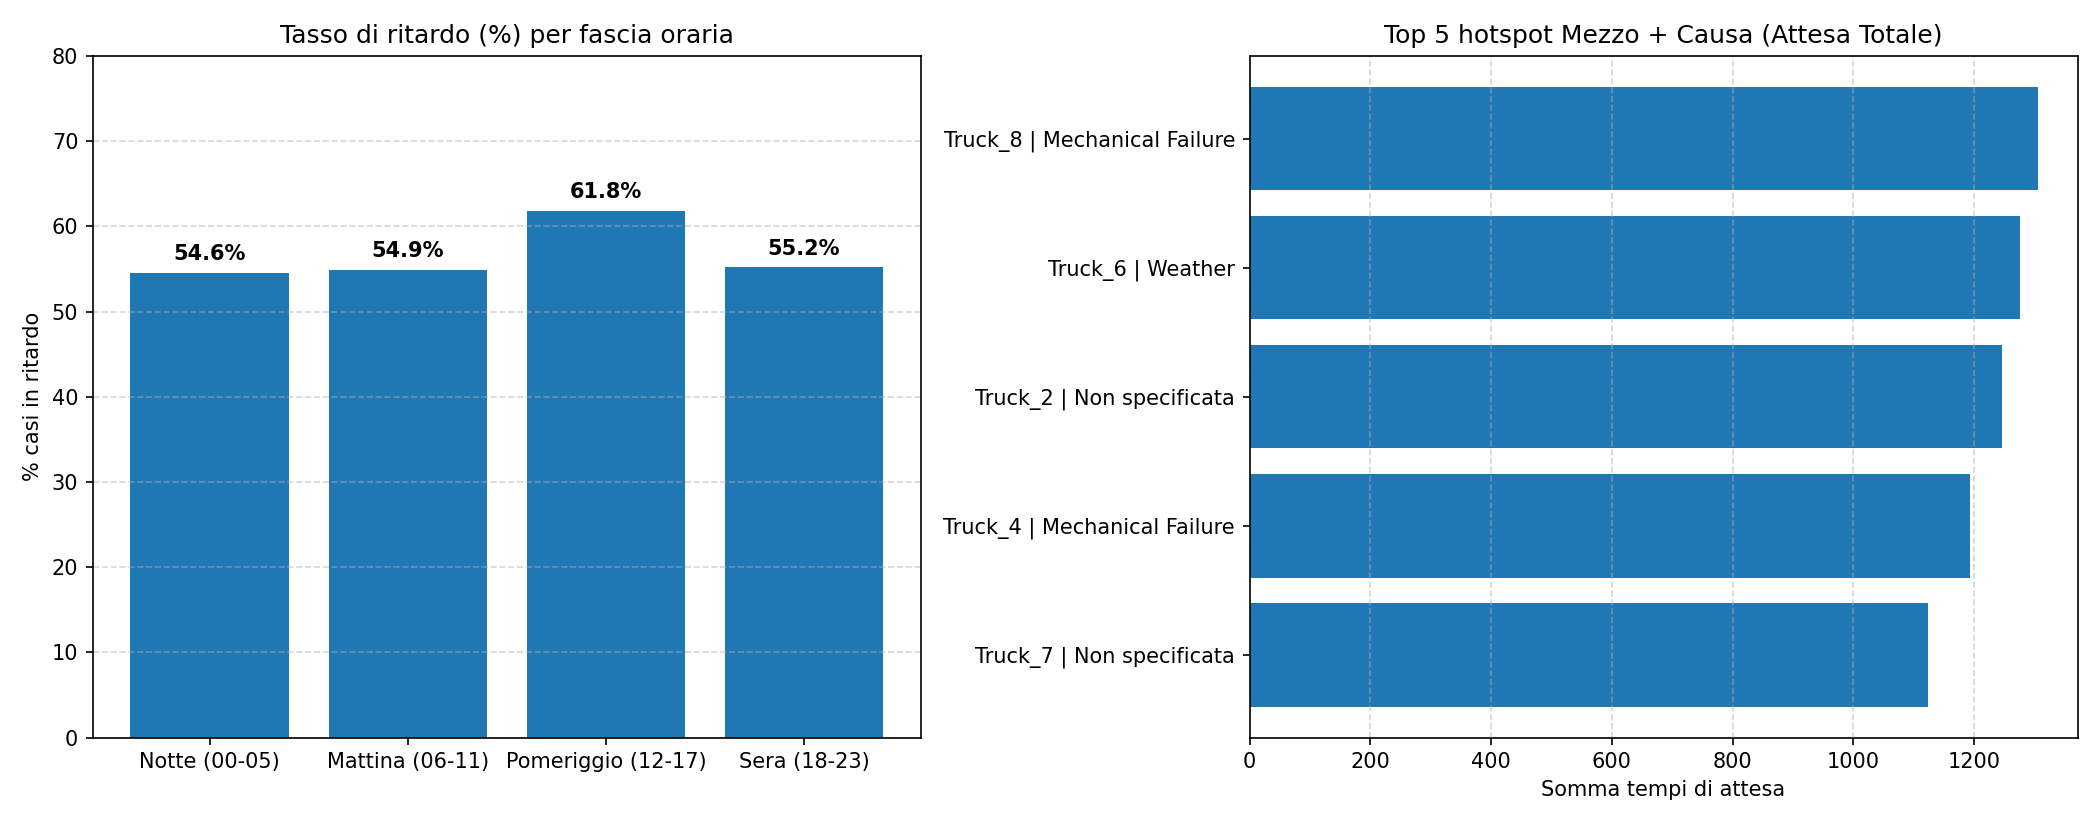 Tasso di ritardo (%) per fascia oraria
% casi in ritardo
80
70
60
50
40
30
20
10
0
54.6%
54.9%
61.8%
55.2%
Notte (00-05)
Mattina (06-11)
Pomeriggio (12-17)
Sera (18-23)
Top 5 hotspot Mezzo + Causa (Attesa Totale)
Truck_8 | Mechanical Failure
Truck_6 | Weather
Truck_2 | Non specificata
Truck_4 | Mechanical Failure
Truck_7 | Non specificata
0
200
400
600
800
1000
1200
Somma tempi di attesa